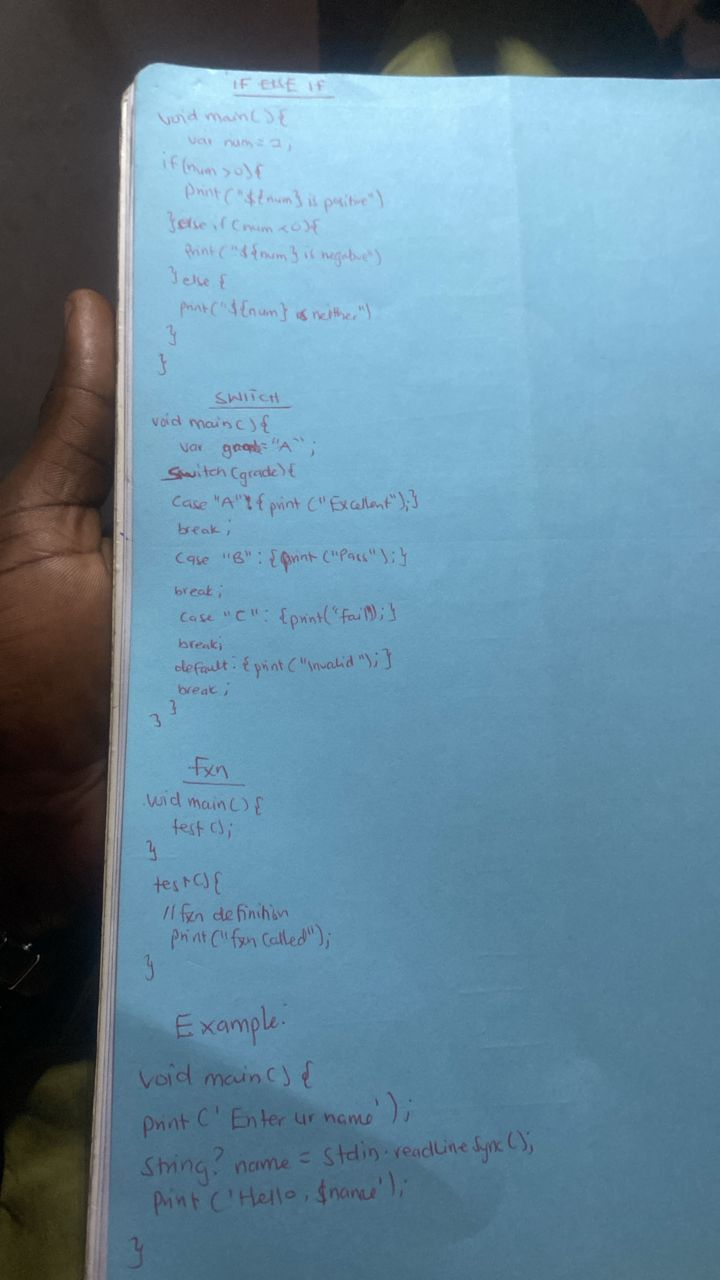 IF ELSE IF
void main() {
var num = 2;
if (num >0) {
print ("${num} is positive")
} else if (num <0) {
print ("${num} is negative")
} else {
print ("${num} is neither")
}
}
SWITCH
void main() {
var = "A";
Switch (grade) {
Case "A": { print ("Excellent"); }
break;
Case "B": { print ("Pass"); }
break;
Case "C": { print("fail"); }
break;
default: { print ("Invalid"); }
break;
}
}
fxn
void main() {
test ();
}
test () {
// fxn definition
print ("fxn called");
}
Example:
void main() {
print (' Enter ur name');
String? name = Stdin.readLineSync();
Print ('Hello, $name');
}